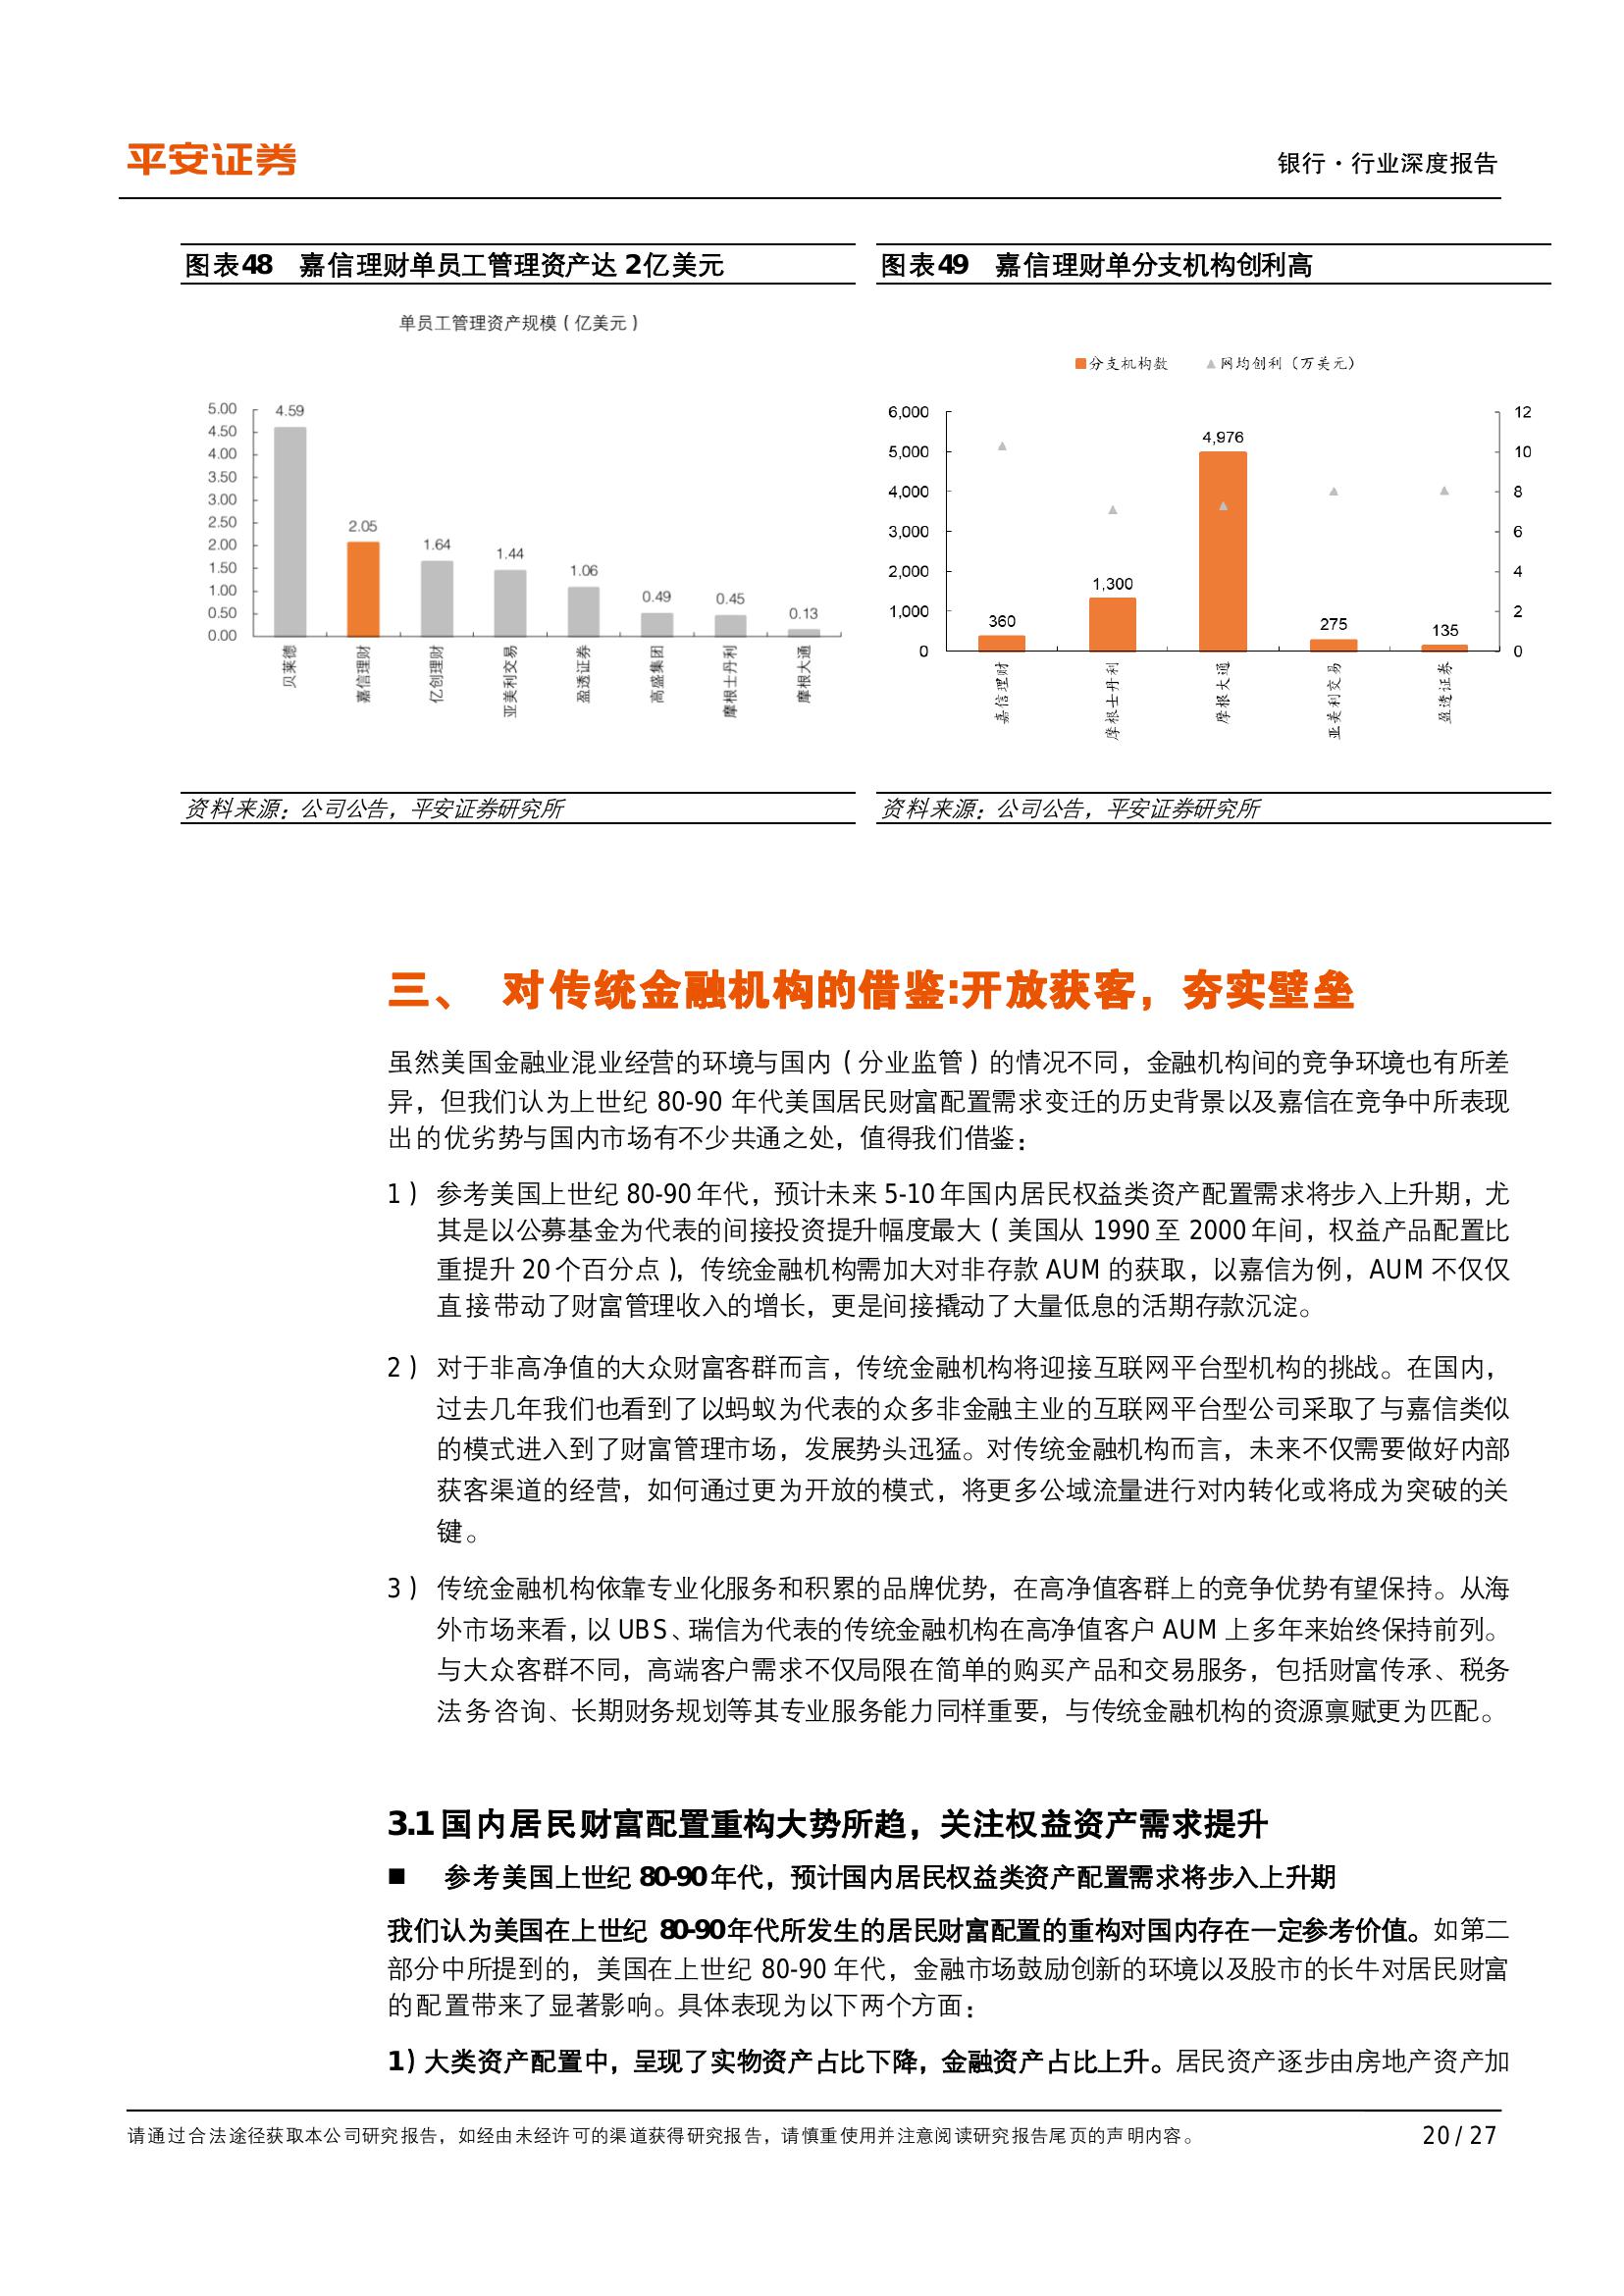 平安证券
银行·行业深度报告
图表48 嘉信理财单员工管理资产达 2亿美元
单员工管理资产规模（亿美元）
5.00
4.50
4.00
3.50
3.00
2.50
2.00
1.50
1.00
0.50
0.00
4.59
2.05
1.64
1.44
1.06
0.49
0.45
0.13
贝莱德
嘉信理财
亿创理财
亚美利交易
盈透证券
高盛集团
摩根士丹利
摩根大通
资料来源：公司公告，平安证券研究所
图表49 嘉信理财单分支机构创利高
分支机构数 网均创利（万美元）
6,000
5,000
4,000
3,000
2,000
1,000
0
12
10
8
6
4
2
0
360
1,300
4,976
275
135
嘉信理财
摩根士丹利
摩根大通
亚美利交易
盈透证券
资料来源：公司公告，平安证券研究所
三、 对传统金融机构的借鉴:开放获客，夯实壁垒
虽然美国金融业混业经营的环境与国内（分业监管）的情况不同，金融机构间的竞争环境也有所差
异，但我们认为上世纪 80-90 年代美国居民财富配置需求变迁的历史背景以及嘉信在竞争中所表现
出的优劣势与国内市场有不少共通之处，值得我们借鉴：
1） 参考美国上世纪 80-90 年代，预计未来 5-10 年国内居民权益类资产配置需求将步入上升期，尤
其是以公募基金为代表的间接投资提升幅度最大（美国从 1990 至 2000 年间，权益产品配置比
重提升 20 个百分点），传统金融机构需加大对非存款 AUM 的获取，以嘉信为例，AUM 不仅仅
直接带动了财富管理收入的增长，更是间接撬动了大量低息的活期存款沉淀。
2） 对于非高净值的大众财富客群而言，传统金融机构将迎接互联网平台型机构的挑战。在国内，
过去几年我们也看到了以蚂蚁为代表的众多非金融主业的互联网平台型公司采取了与嘉信类似
的模式进入到了财富管理市场，发展势头迅猛。对传统金融机构而言，未来不仅需要做好内部
获客渠道的经营，如何通过更为开放的模式，将更多公域流量进行对内转化或将成为突破的关
键。
3） 传统金融机构依靠专业化服务和积累的品牌优势，在高净值客群上的竞争优势有望保持。从海
外市场来看，以 UBS、瑞信为代表的传统金融机构在高净值客户 AUM 上多年来始终保持前列。
与大众客群不同，高端客户需求不仅局限在简单的购买产品和交易服务，包括财富传承、税务
法务咨询、长期财务规划等其专业服务能力同样重要，与传统金融机构的资源禀赋更为匹配。
3.1 国内居民财富配置重构大势所趋，关注权益资产需求提升
■ 参考美国上世纪 80-90 年代，预计国内居民权益类资产配置需求将步入上升期
我们认为美国在上世纪 80-90 年代所发生的居民财富配置的重构对国内存在一定参考价值。如第二
部分中所提到的，美国在上世纪 80-90 年代，金融市场鼓励创新的环境以及股市的长牛对居民财富
的配置带来了显著影响。具体表现为以下两个方面：
1）大类资产配置中，呈现了实物资产占比下降，金融资产占比上升。居民资产逐步由房地产资产加
请通过合法途径获取本公司研究报告，如经由未经许可的渠道获得研究报告，请慎重使用并注意阅读研究报告尾页的声明内容。
20 / 27